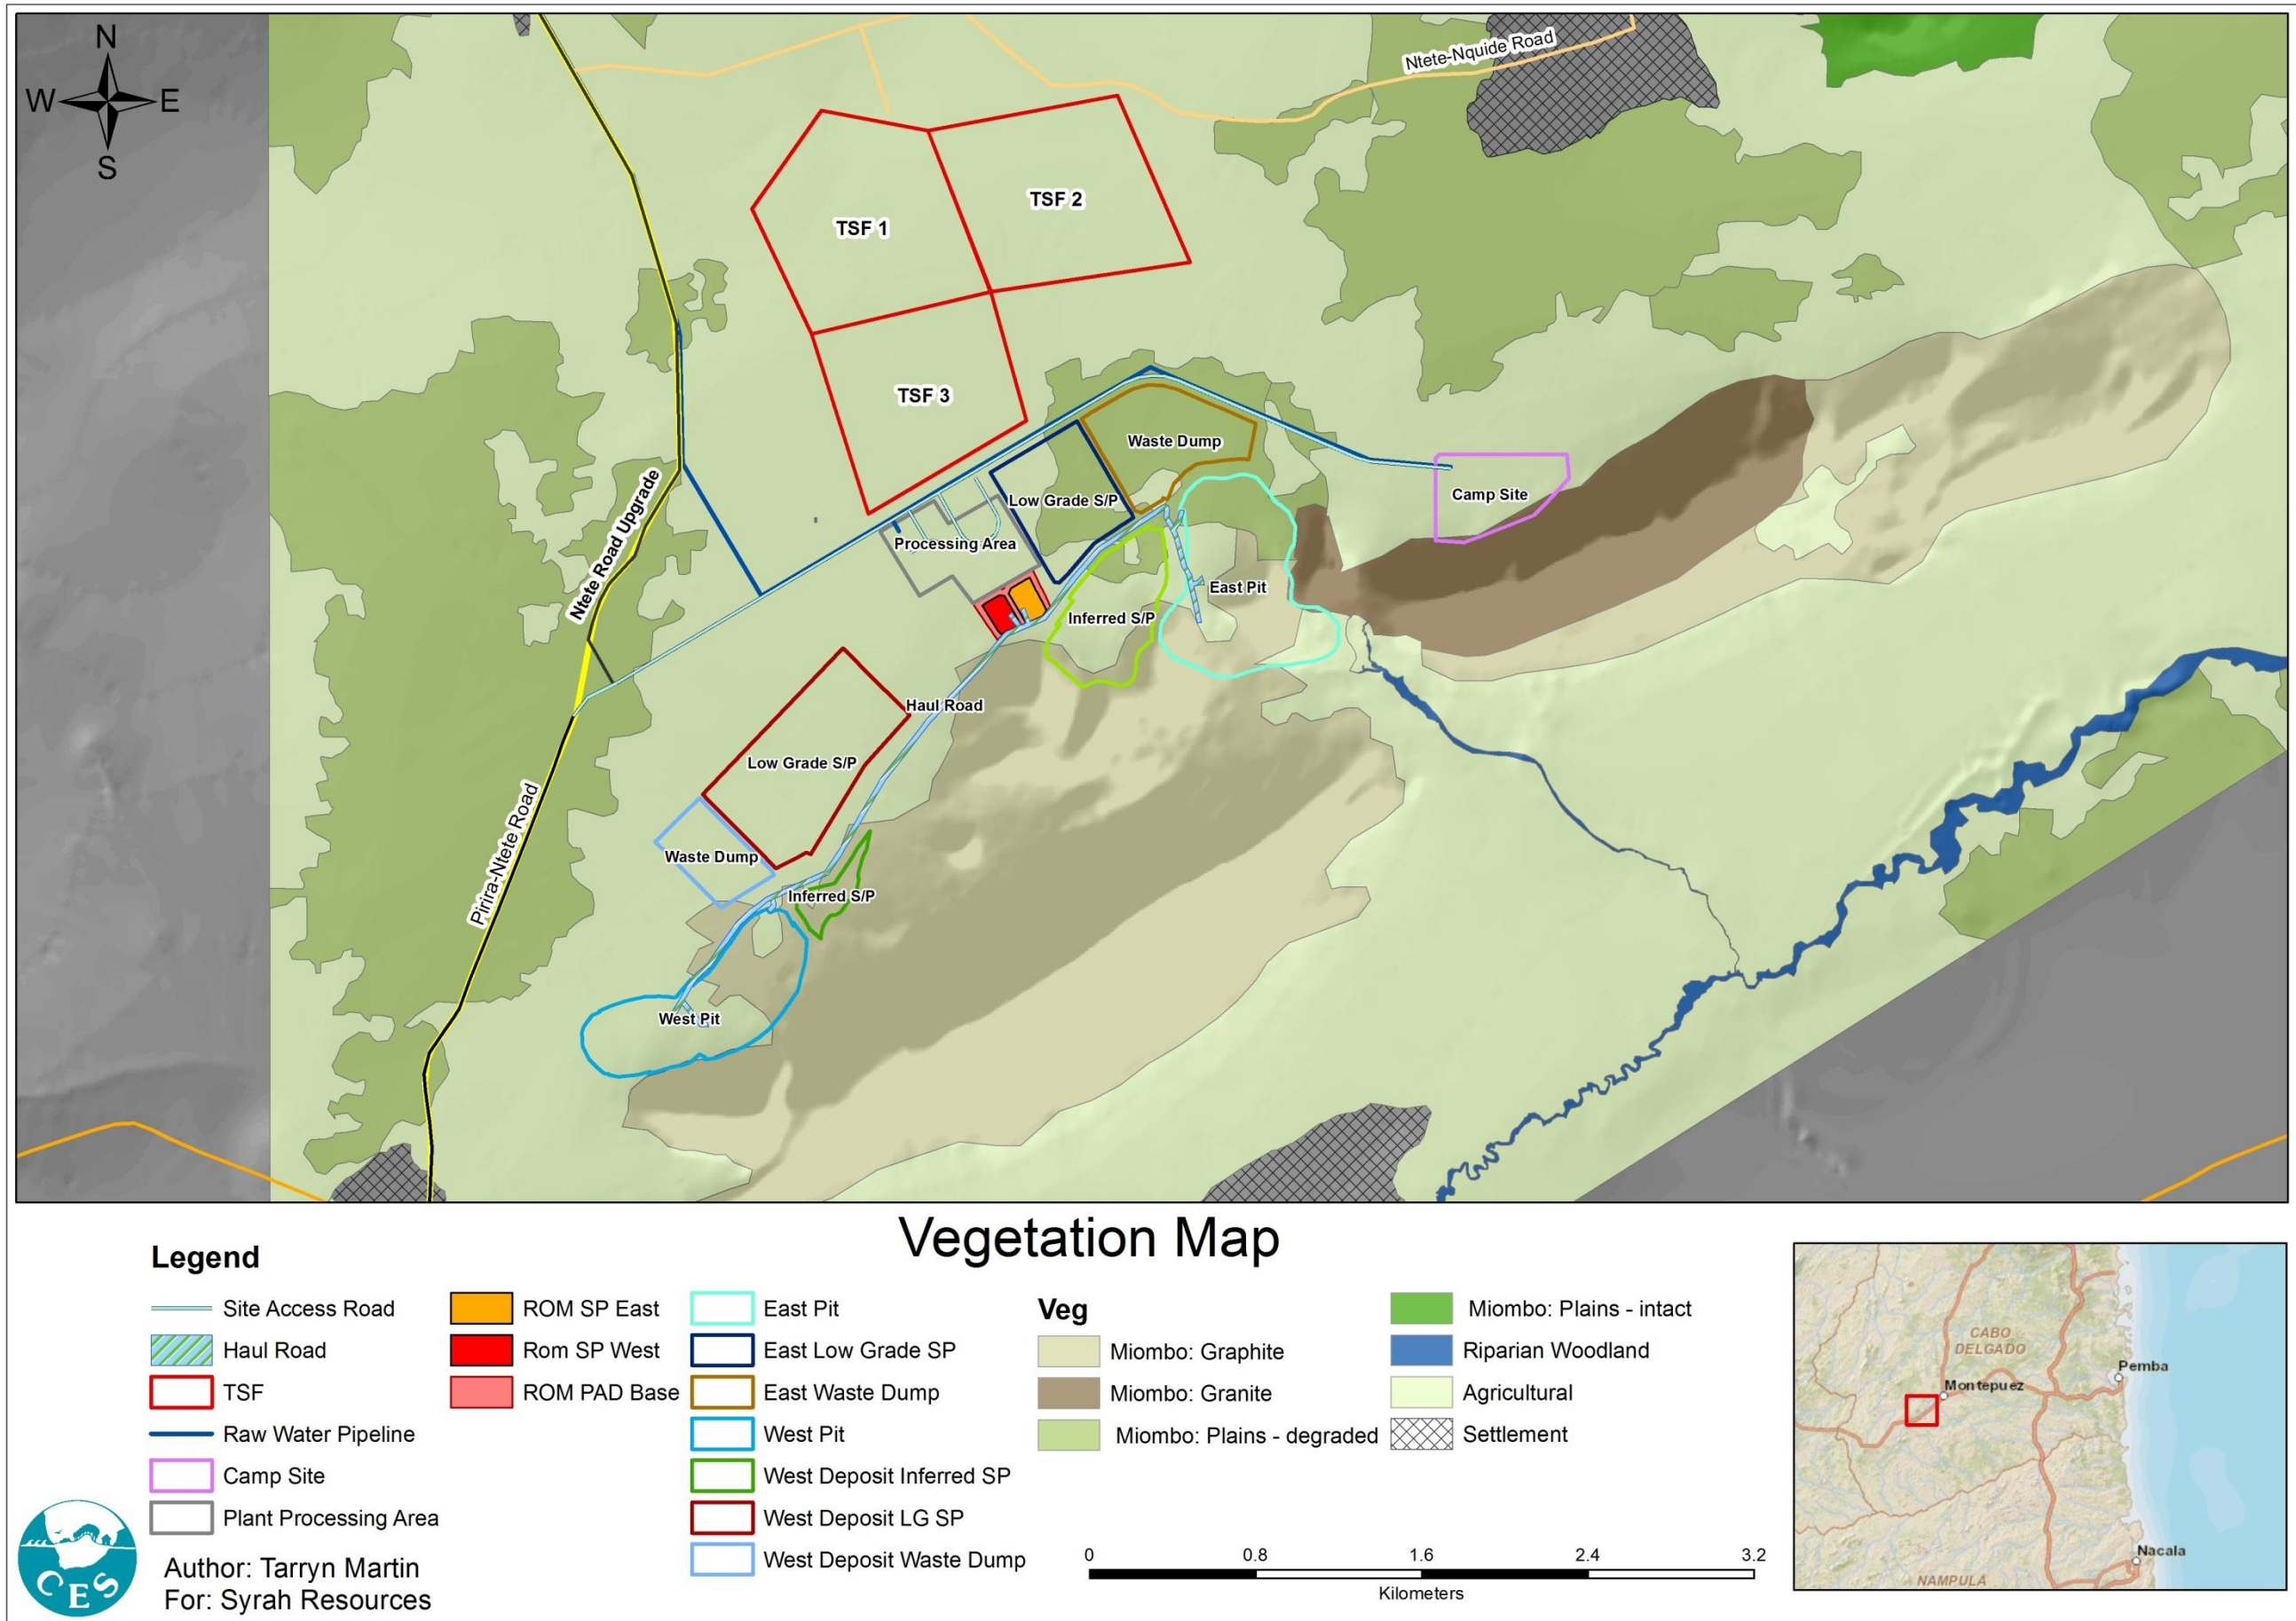 N
W E
S
Ntete-Nquide Road
TSF 1
TSF 2
TSF 3
Waste Dump
Low Grade S/P
Camp Site
Processing Area
Ntete Road Upgrade
East Pit
Inferred S/P
Haul Road
Low Grade S/P
Waste Dump
Inferred S/P
Pirira-Ntete Road
West Pit
Vegetation Map
Legend
Site Access Road
Haul Road
TSF
Raw Water Pipeline
Camp Site
Plant Processing Area
ROM SP East
Rom SP West
ROM PAD Base
East Pit
East Low Grade SP
East Waste Dump
West Pit
West Deposit Inferred SP
West Deposit LG SP
West Deposit Waste Dump
Veg
Miombo: Graphite
Miombo: Granite
Miombo: Plains - degraded
Miombo: Plains - intact
Riparian Woodland
Agricultural
Settlement
0 0.8 1.6 2.4 3.2
Kilometers
CES
Author: Tarryn Martin
For: Syrah Resources
CABO
DELGADO
Pemba
Montepuez
Nacala
NAMPULA